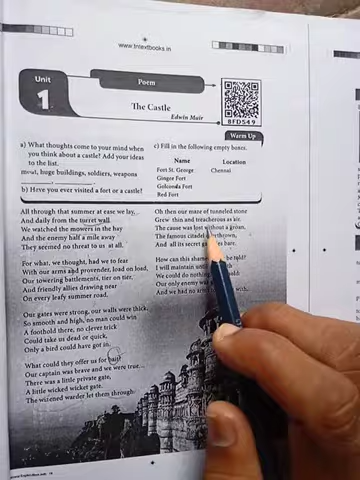 www.tntextbooks.in
Unit
1
Poem
The Castle
Edwin Muir
8FD549
Warm Up
a) What thoughts come to your mind when
you think about a castle? Add your ideas
to the list.
moat, huge buildings, soldiers, weapons
b) Have you ever visited a fort or a castle?
c) Fill in the following empty boxes.
Name Location
Fort St. George Chennai
Gingee Fort
Golconda Fort
Red Fort
All through that summer at ease we lay,
And daily from the turret wall
We watched the mowers in the hay
And the enemy half a mile away
They seemed no threat to us at all.
For what, we thought, had we to fear
With our arms and provender, load on load,
Our towering battlements, tier on tier,
And friendly allies drawing near
On every leafy summer road.
Our gates were strong, our walls were thick,
So smooth and high, no man could win
A foothold there, no clever trick
Could take us dead or quick,
Only a bird could have got in.
What could they offer us for bait?
Our captain was brave and we were true...
There was a little private gate,
A little wicked wicket gate.
The wizened warder let them through.
Oh then our maze of tunneled stone
Grew thin and treacherous as air.
The cause was lost without a groan,
The famous citadel overthrown,
And all its secret bare.
How can this shameful be told?
I will maintain until
We could do nothing, sold:
Our only enemy was
And we had no arms with.